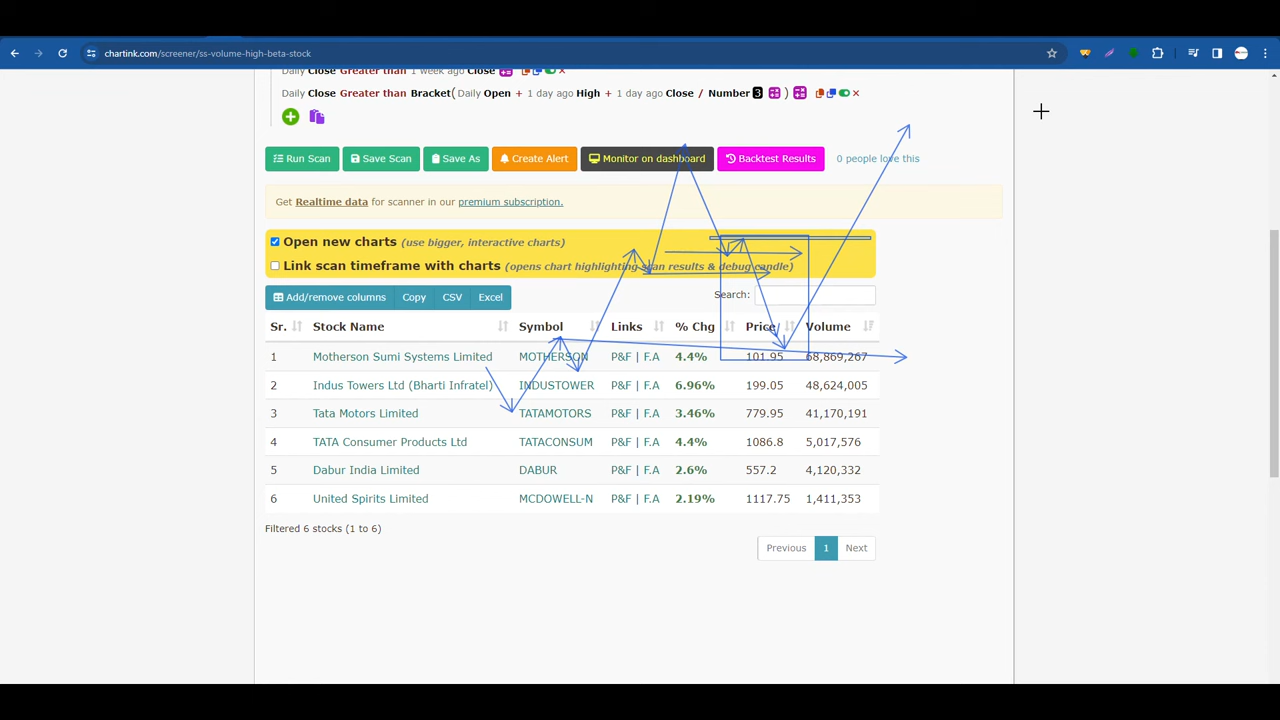 chartink.com/screener/ss-volume-high-beta-stock
Daily Close Greater than 1 week ago Close
Daily Close Greater than Bracket(Daily Open + 1 day ago High + 1 day ago Close / Number 3 )
Run Scan Save Scan Save As Create Alert Monitor on dashboard Backtest Results 0 people love this
Get Realtime data for scanner in our premium subscription.
Open new charts (use bigger, interactive charts)
Link scan timeframe with charts (opens chart highlighting scan results & debug candle)
Add/remove columns Copy CSV Excel Search:
Sr. Stock Name Symbol Links % Chg Price Volume
1 Motherson Sumi Systems Limited MOTHERSON P&F | F.A 4.4% 101.95 68,869,267
2 Indus Towers Ltd (Bharti Infratel) INDUSTOWER P&F | F.A 6.96% 199.05 48,624,005
3 Tata Motors Limited TATAMOTORS P&F | F.A 3.46% 779.95 41,170,191
4 TATA Consumer Products Ltd TATACONSUM P&F | F.A 4.4% 1086.8 5,017,576
5 Dabur India Limited DABUR P&F | F.A 2.6% 557.2 4,120,332
6 United Spirits Limited MCDOWELL-N P&F | F.A 2.19% 1117.75 1,411,353
Filtered 6 stocks (1 to 6)
Previous 1 Next